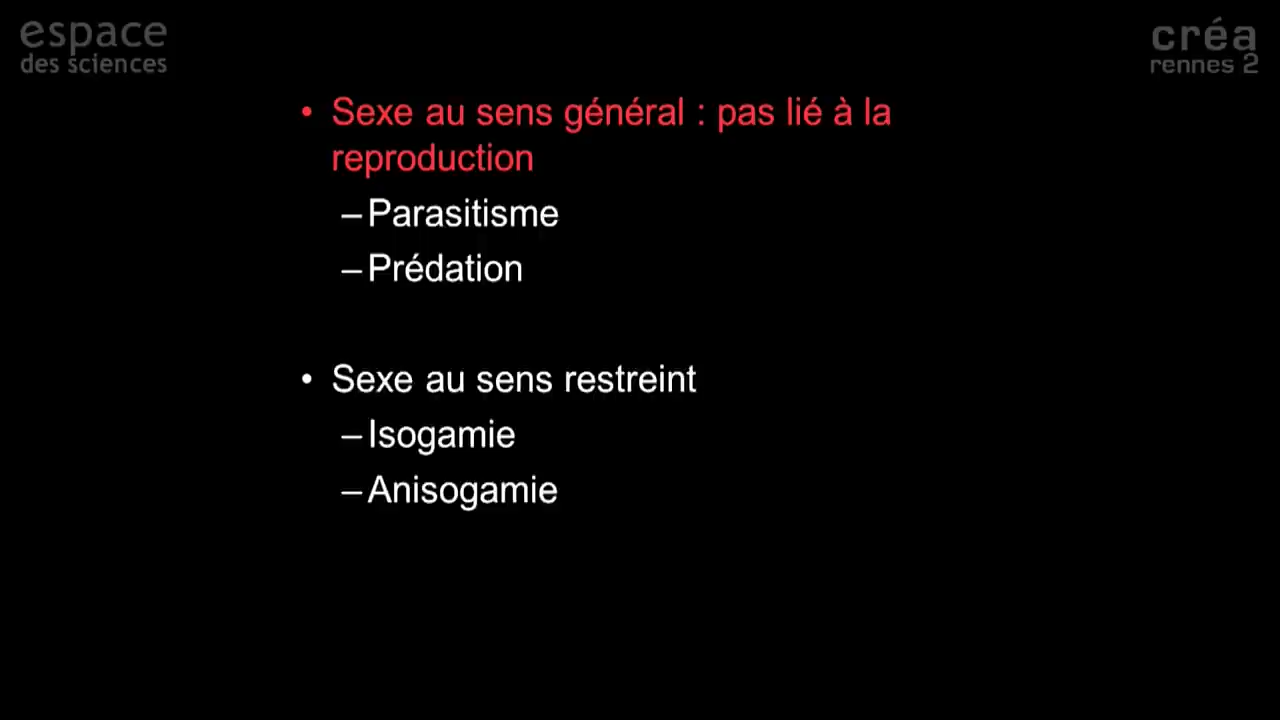 espace
des sciences
créa
rennes 2
• Sexe au sens général : pas lié à la
reproduction
–Parasitisme
–Prédation
• Sexe au sens restreint
–Isogamie
–Anisogamie